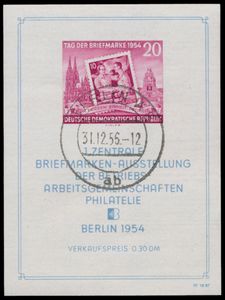 TAG DER BRIEFMARKE 1954 20
DEUTSCHE DEMOKRATISCHE REPUBLIK
31.12.56.-12
ab
1. ZENTRALE
BRIEFMARKEN-AUSSTELLUNG
DER BETRIEBS-
ARBEITSGEMEINSCHAFTEN
PHILATELIE
BERLIN 1954
VERKAUFSPREIS 0.30 DM